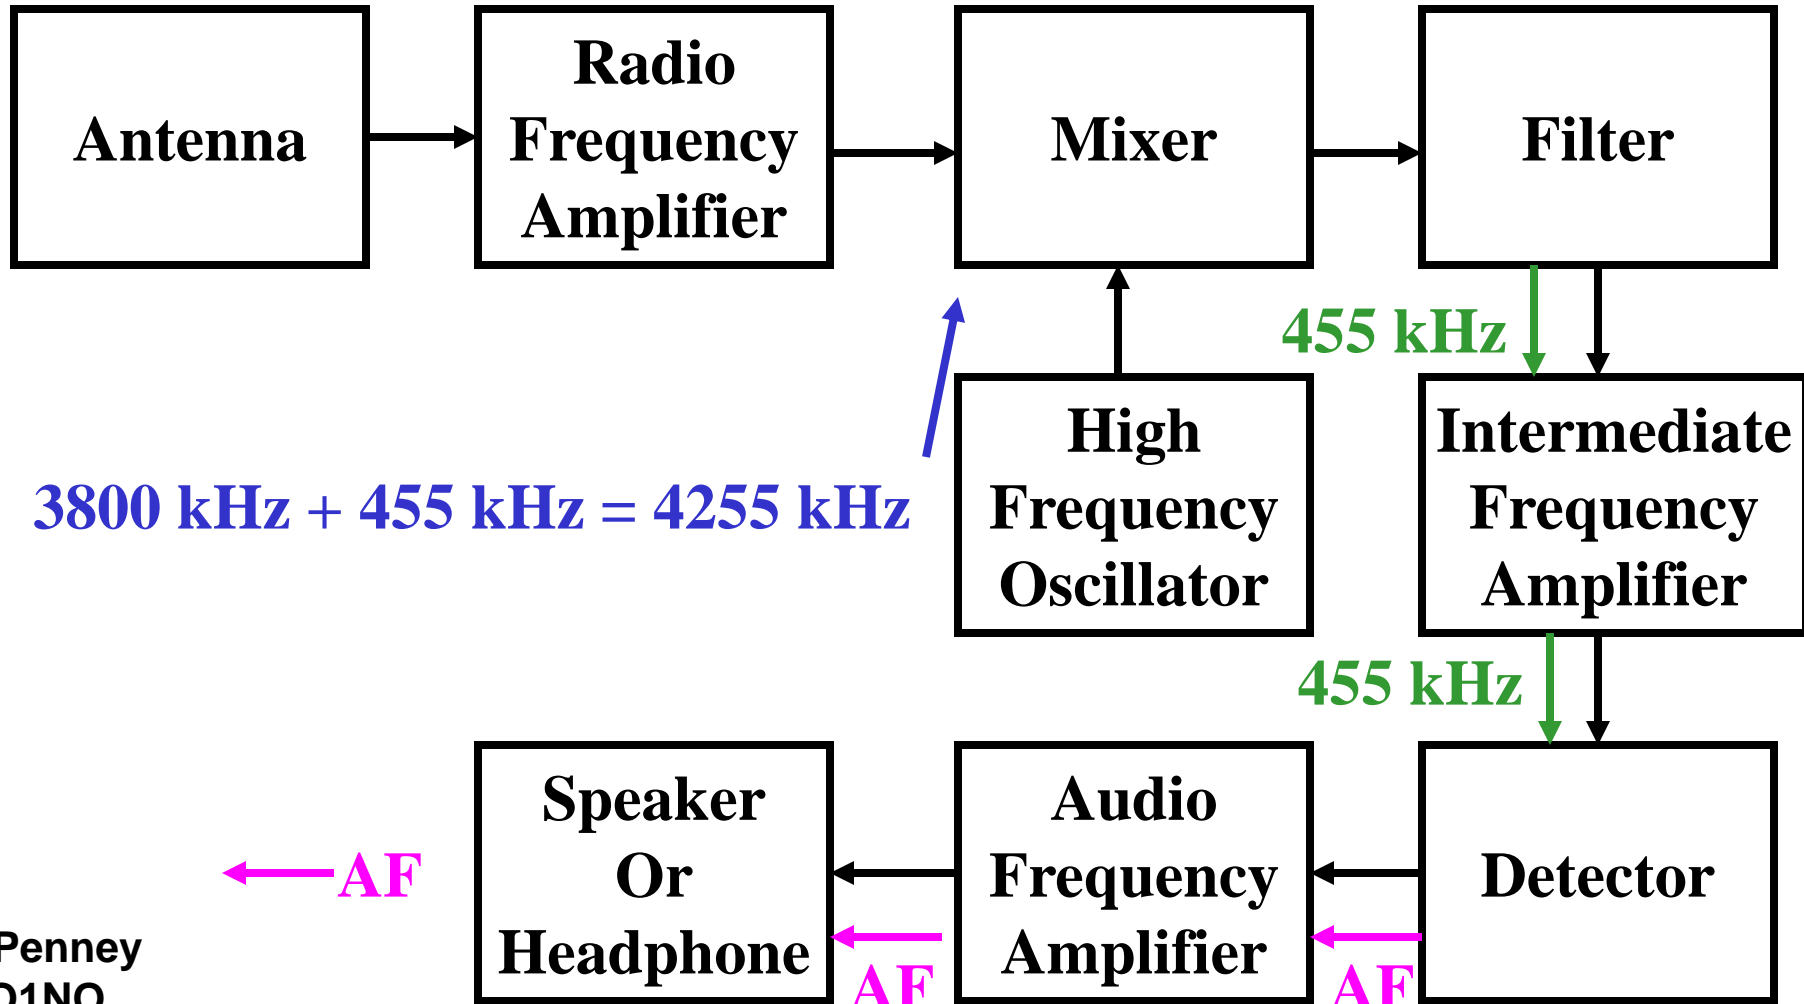 Antenna
Radio
Frequency
Amplifier
Mixer
Filter
455 kHz
3800 kHz + 455 kHz = 4255 kHz
High
Frequency
Oscillator
Intermediate
Frequency
Amplifier
455 kHz
AF
Speaker
Or
Headphone
AF
Audio
Frequency
Amplifier
AF
Detector
Penney